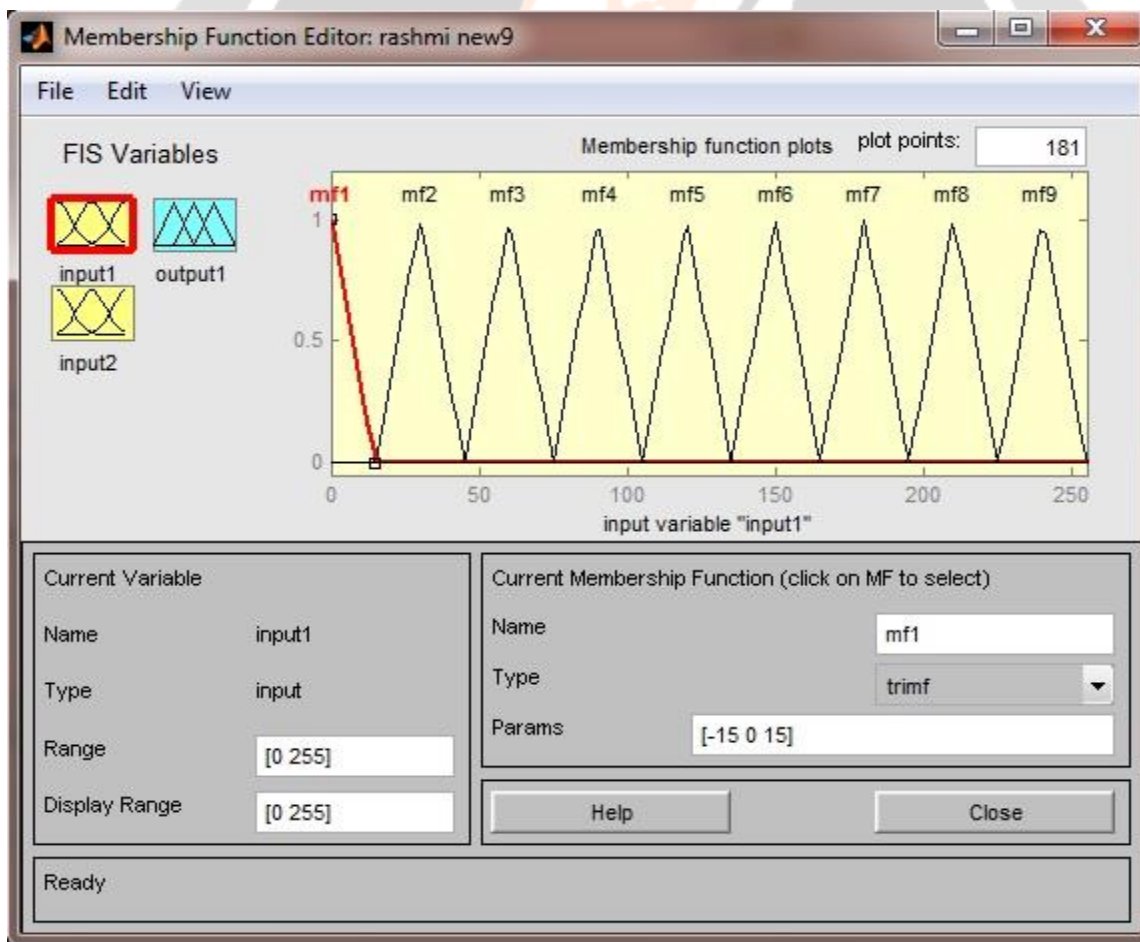 Membership Function Editor: rashmi new9
File Edit View
FIS Variables
Membership function plots plot points: 181
input1 output1
input2
mf1 mf2 mf3 mf4 mf5 mf6 mf7 mf8 mf9
1
0.5
0
0 50 100 150 200 250
input variable "input1"
Current Variable
Name input1
Type input
Range [0 255]
Display Range [0 255]
Current Membership Function (click on MF to select)
Name mf1
Type trimf
Params [-15 0 15]
Help Close
Ready